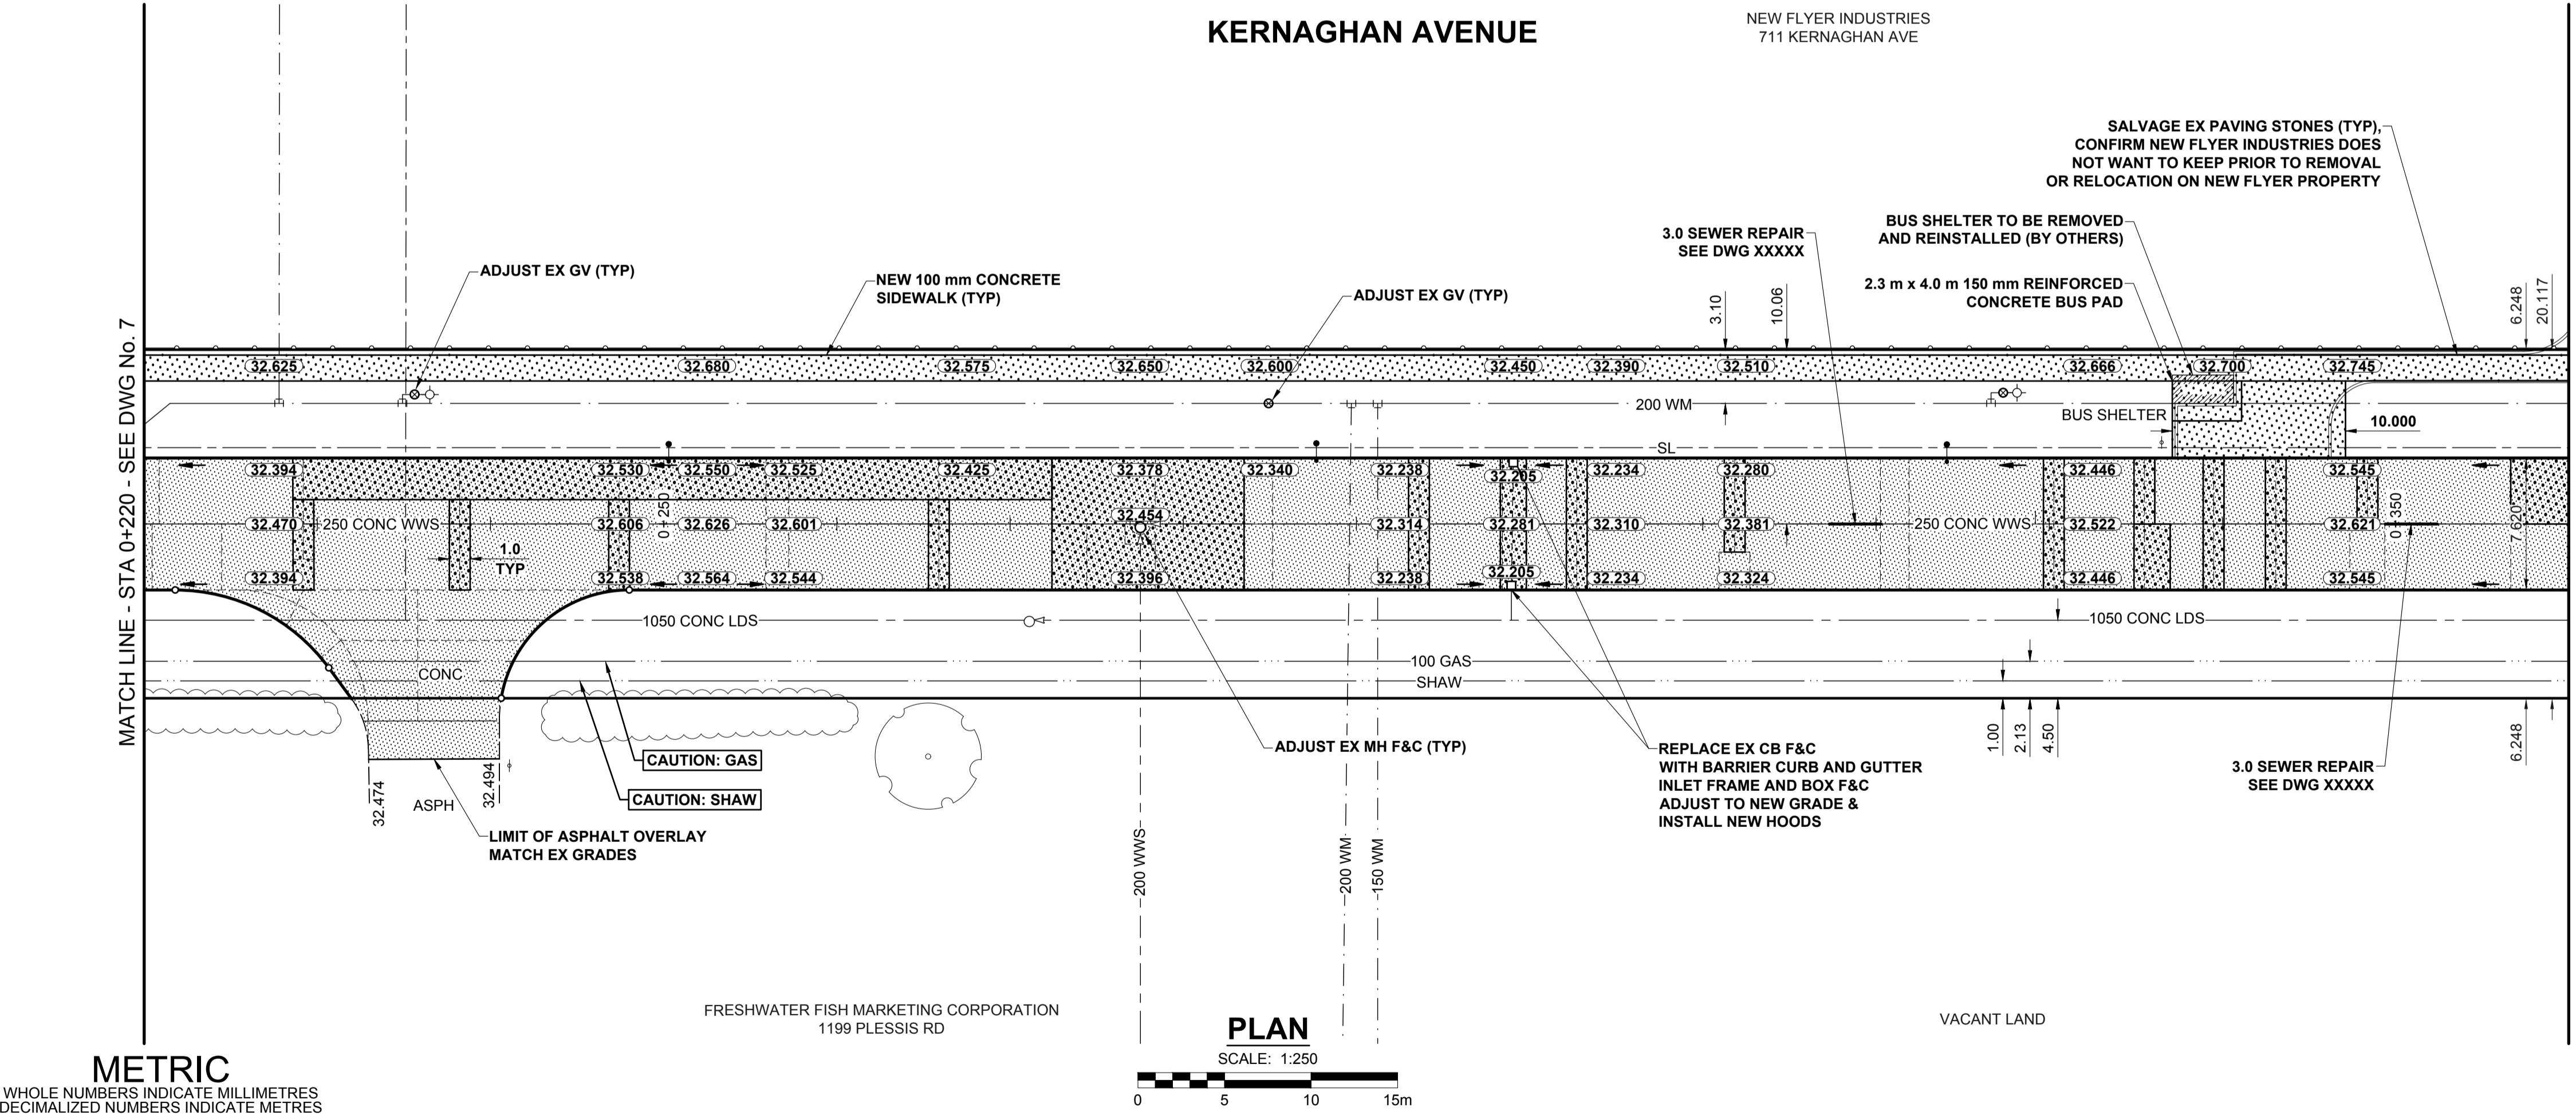 KERNAGHAN AVENUE
NEW FLYER INDUSTRIES
711 KERNAGHAN AVE
SALVAGE EX PAVING STONES (TYP),
CONFIRM NEW FLYER INDUSTRIES DOES
NOT WANT TO KEEP PRIOR TO REMOVAL
OR RELOCATION ON NEW FLYER PROPERTY
BUS SHELTER TO BE REMOVED
AND REINSTALLED (BY OTHERS)
3.0 SEWER REPAIR
SEE DWG XXXXX
2.3 m x 4.0 m 150 mm REINFORCED
CONCRETE BUS PAD
ADJUST EX GV (TYP)
NEW 100 mm CONCRETE
SIDEWALK (TYP)
ADJUST EX GV (TYP)
3.10
10.06
6.248
20.117
MATCH LINE - STA 0+220 - SEE DWG No. 7
32.625
32.680
32.575
32.650
32.600
32.450
32.390
32.510
32.666
32.700
32.745
200 WM
BUS SHELTER
10.000
SL
32.394
32.530
32.550
32.525
32.425
32.378
32.340
32.238
32.205
32.234
32.280
32.446
32.545
0+250
0+350
7.620
32.470
250 CONC WWS
32.606
32.626
32.601
32.454
32.314
32.281
32.310
32.381
250 CONC WWS
32.522
32.621
1.0
TYP
32.394
32.538
32.564
32.544
32.396
32.238
32.205
32.234
32.324
32.446
32.545
1050 CONC LDS
1050 CONC LDS
100 GAS
CONC
SHAW
1.00
2.13
4.50
6.248
CAUTION: GAS
CAUTION: SHAW
32.474
ASPH
32.494
LIMIT OF ASPHALT OVERLAY
MATCH EX GRADES
ADJUST EX MH F&C (TYP)
REPLACE EX CB F&C
WITH BARRIER CURB AND GUTTER
INLET FRAME AND BOX F&C
ADJUST TO NEW GRADE &
INSTALL NEW HOODS
3.0 SEWER REPAIR
SEE DWG XXXXX
200 WWS
200 WM
150 WM
FRESHWATER FISH MARKETING CORPORATION
1199 PLESSIS RD
VACANT LAND
PLAN
SCALE: 1:250
0 5 10 15m
METRIC
WHOLE NUMBERS INDICATE MILLIMETRES
DECIMALIZED NUMBERS INDICATE METRES